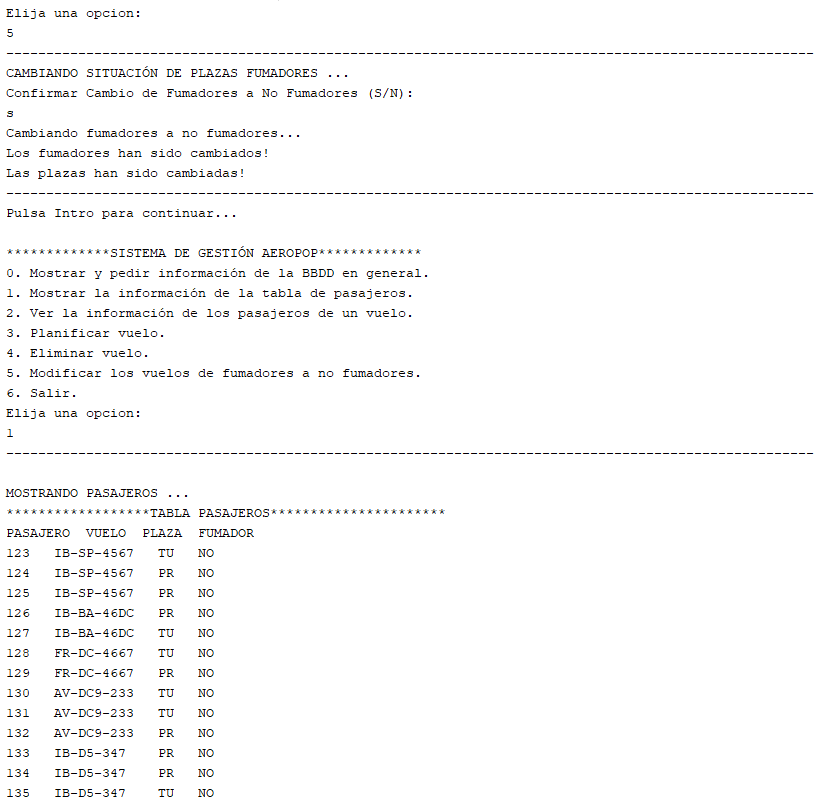 Elija una opcion:
5
-----------------------------------------------------------------------------------------------------
CAMBIANDO SITUACIÓN DE PLAZAS FUMADORES ...
Confirmar Cambio de Fumadores a No Fumadores (S/N):
s
Cambiando fumadores a no fumadores...
Los fumadores han sido cambiados!
Las plazas han sido cambiadas!
-----------------------------------------------------------------------------------------------------
Pulsa Intro para continuar...
*************SISTEMA DE GESTIÓN AEROPOP*************
0. Mostrar y pedir información de la BBDD en general.
1. Mostrar la información de la tabla de pasajeros.
2. Ver la información de los pasajeros de un vuelo.
3. Planificar vuelo.
4. Eliminar vuelo.
5. Modificar los vuelos de fumadores a no fumadores.
6. Salir.
Elija una opcion:
1
-----------------------------------------------------------------------------------------------------
MOSTRANDO PASAJEROS ...
******************TABLA PASAJEROS**********************
PASAJERO  VUELO  PLAZA  FUMADOR
123   IB-SP-4567   TU   NO
124   IB-SP-4567   PR   NO
125   IB-SP-4567   PR   NO
126   IB-BA-46DC   PR   NO
127   IB-BA-46DC   TU   NO
128   FR-DC-4667   TU   NO
129   FR-DC-4667   PR   NO
130   AV-DC9-233   TU   NO
131   AV-DC9-233   TU   NO
132   AV-DC9-233   PR   NO
133   IB-D5-347    PR   NO
134   IB-D5-347    PR   NO
135   IB-D5-347    TU   NO